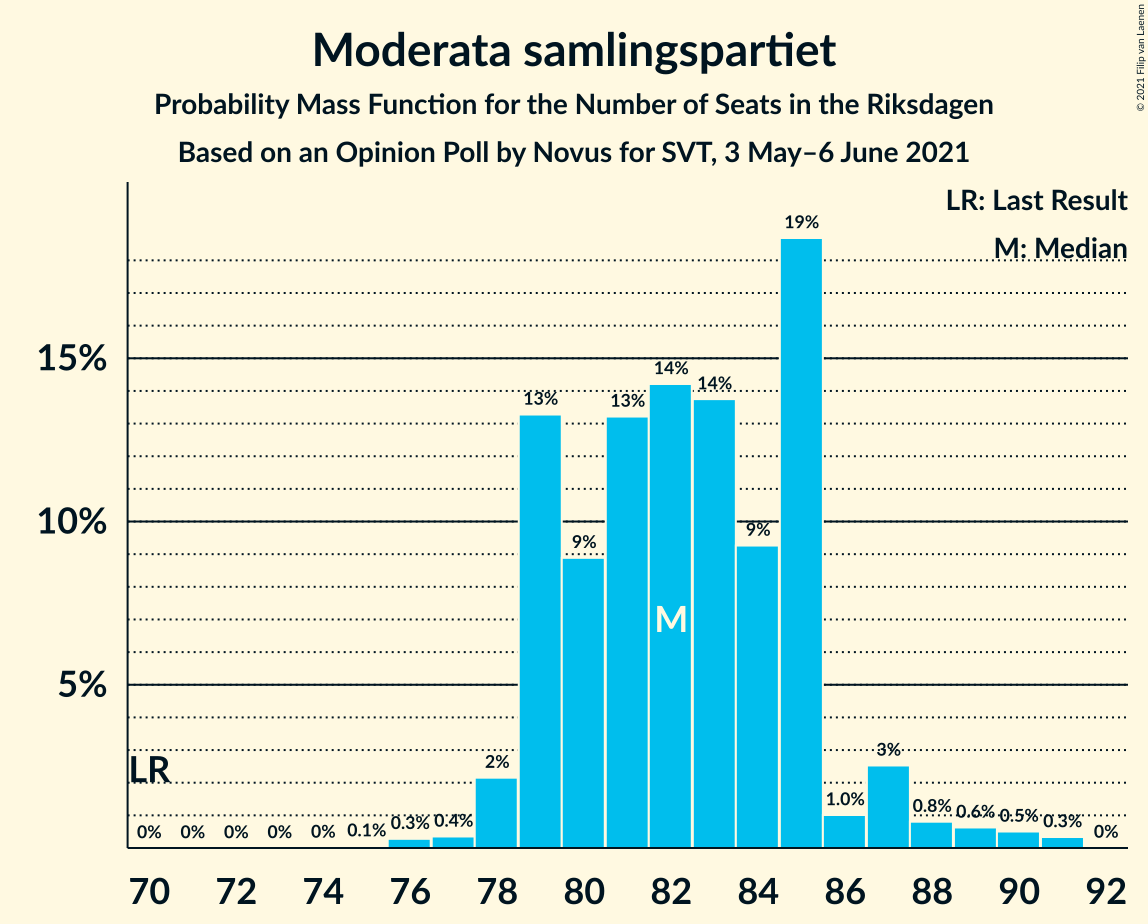 Moderata samlingspartiet
Probability Mass Function for the Number of Seats in the Riksdagen
Based on an Opinion Poll by Novus for SVT, 3 May–6 June 2021
© 2021 Filip van Laenen
LR: Last Result
M: Median
15%
10%
5%
LR
0% 0% 0% 0% 0% 0.1% 0.3% 0.4% 2% 13% 9% 13% 14% 14% 9% 19% 1.0% 3% 0.8% 0.6% 0.5% 0.3% 0%
M
70 72 74 76 78 80 82 84 86 88 90 92